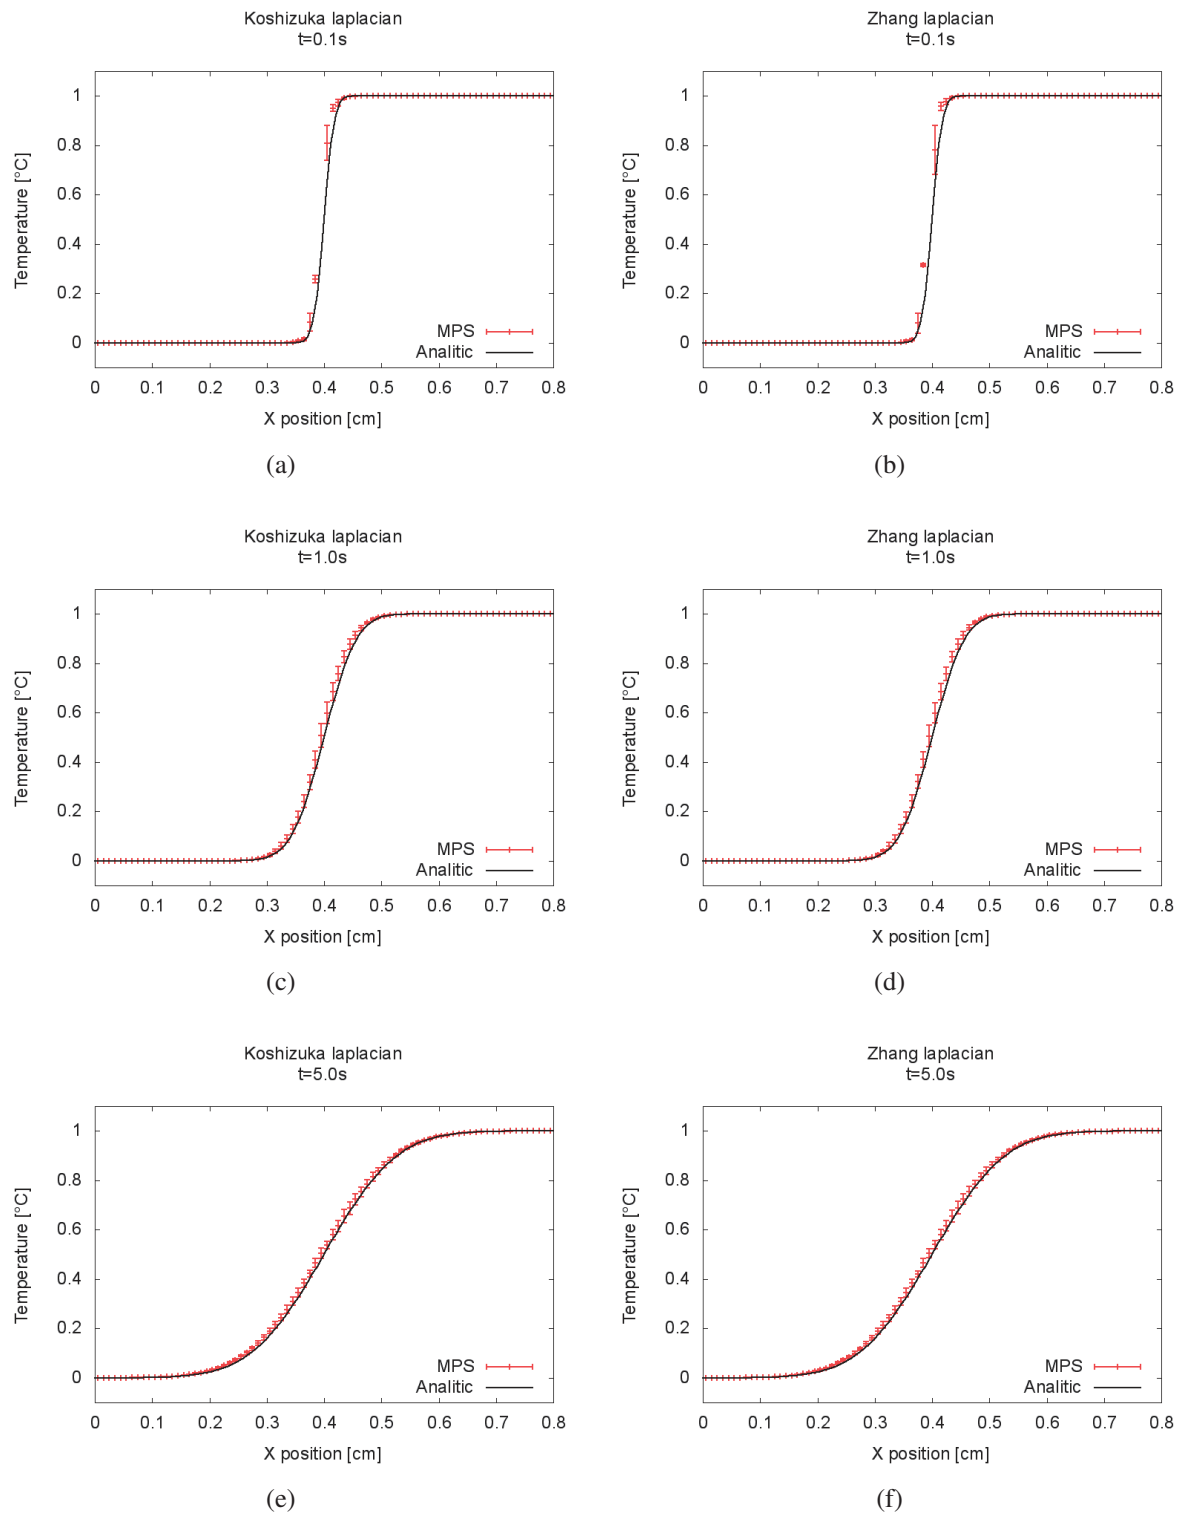 Koshizuka laplacian
t=0.1s
Temperature [°C]
1
0.8
0.6
0.4
0.2
0
MPS
Analitic
0 0.1 0.2 0.3 0.4 0.5 0.6 0.7 0.8
X position [cm]
(a)
Zhang laplacian
t=0.1s
Temperature [°C]
1
0.8
0.6
0.4
0.2
0
MPS
Analitic
0 0.1 0.2 0.3 0.4 0.5 0.6 0.7 0.8
X position [cm]
(b)
Koshizuka laplacian
t=1.0s
Temperature [°C]
1
0.8
0.6
0.4
0.2
0
MPS
Analitic
0 0.1 0.2 0.3 0.4 0.5 0.6 0.7 0.8
X position [cm]
(c)
Zhang laplacian
t=1.0s
Temperature [°C]
1
0.8
0.6
0.4
0.2
0
MPS
Analitic
0 0.1 0.2 0.3 0.4 0.5 0.6 0.7 0.8
X position [cm]
(d)
Koshizuka laplacian
t=5.0s
Temperature [°C]
1
0.8
0.6
0.4
0.2
0
MPS
Analitic
0 0.1 0.2 0.3 0.4 0.5 0.6 0.7 0.8
X position [cm]
(e)
Zhang laplacian
t=5.0s
Temperature [°C]
1
0.8
0.6
0.4
0.2
0
MPS
Analitic
0 0.1 0.2 0.3 0.4 0.5 0.6 0.7 0.8
X position [cm]
(f)